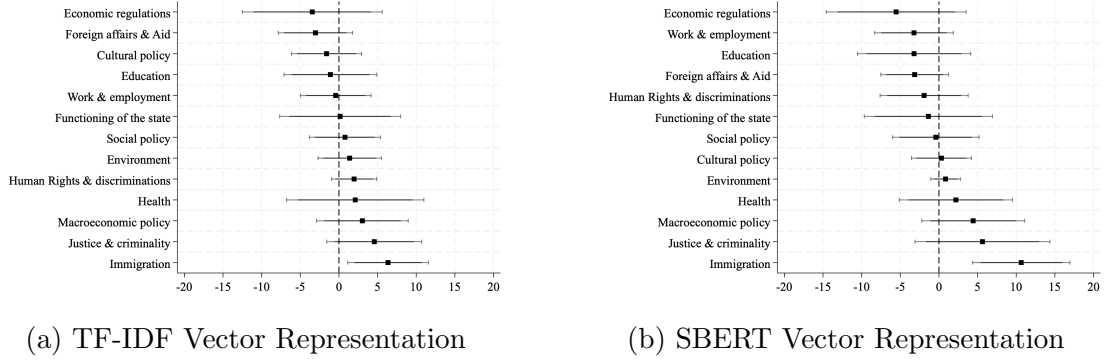 Economic regulations
Foreign affairs & Aid
Cultural policy
Education
Work & employment
Functioning of the state
Social policy
Environment
Human Rights & discriminations
Health
Macroeconomic policy
Justice & criminality
Immigration
-20 -15 -10 -5 0 5 10 15 20
(a) TF-IDF Vector Representation
Economic regulations
Work & employment
Education
Foreign affairs & Aid
Human Rights & discriminations
Functioning of the state
Social policy
Cultural policy
Environment
Health
Macroeconomic policy
Justice & criminality
Immigration
-20 -15 -10 -5 0 5 10 15 20
(b) SBERT Vector Representation